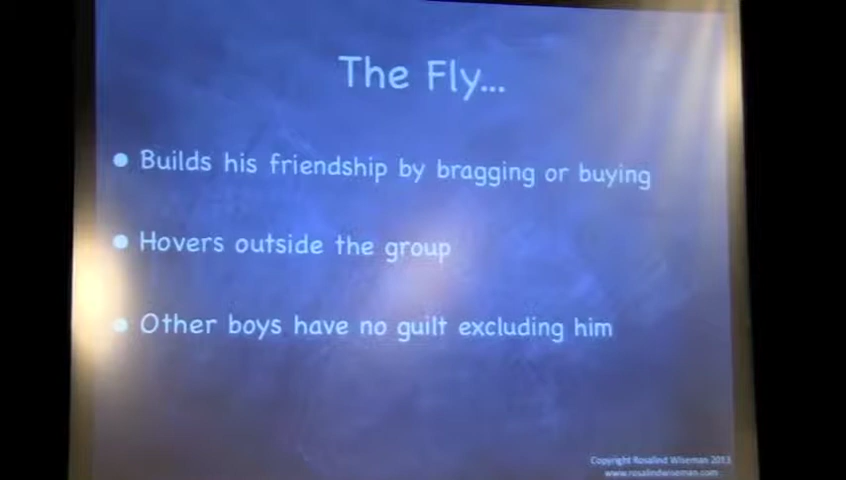 The Fly...
• Builds his friendship by bragging or buying
• Hovers outside the group
• Other boys have no guilt excluding him
Copyright Rosalind Wiseman 2013
www.rosalindwiseman.com